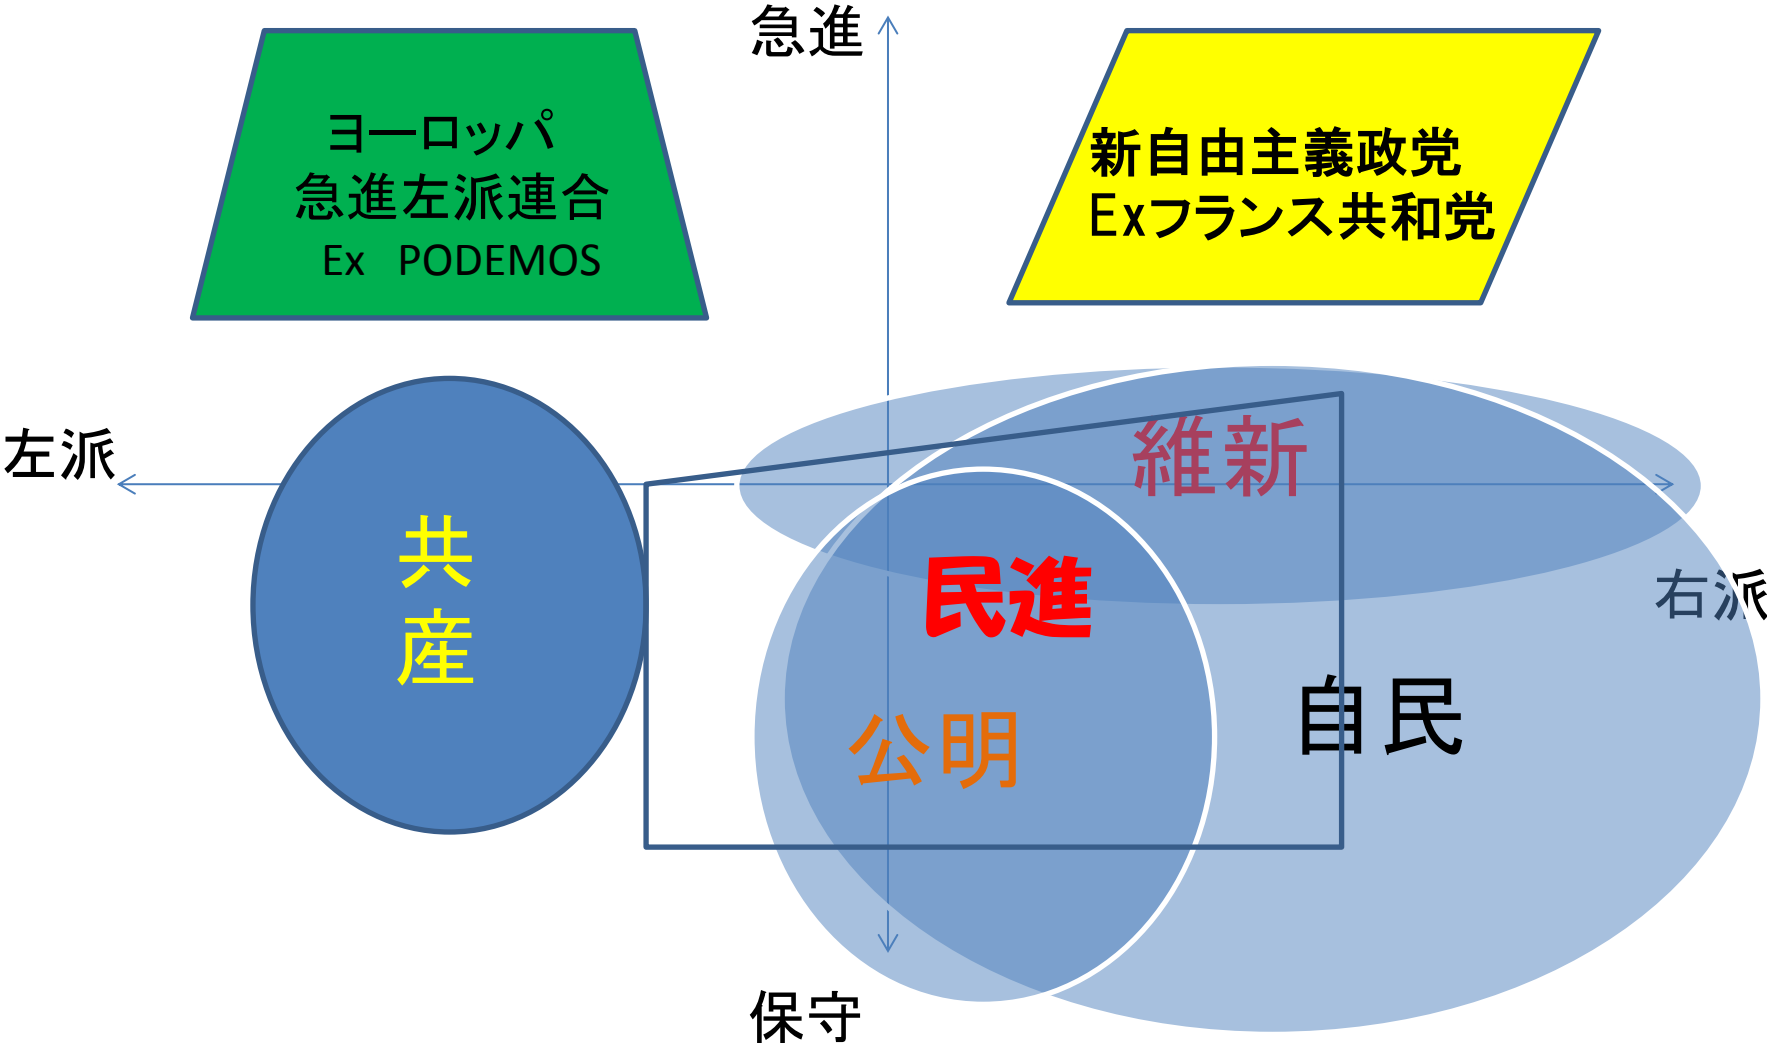 急進
ヨーロッパ
急進左派連合
Ex PODEMOS
新自由主義政党
Exフランス共和党
左派
維新
共
産
民進
右派
自民
公明
保守